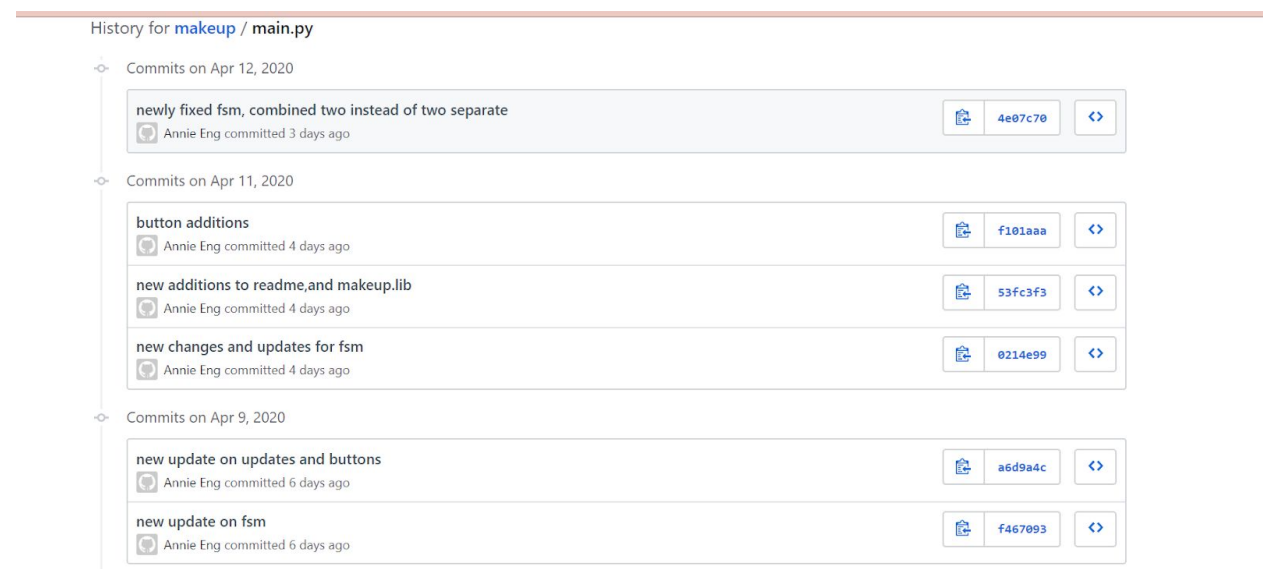 History for makeup / main.py
Commits on Apr 12, 2020
newly fixed fsm, combined two instead of two separate
Annie Eng committed 3 days ago
4e07c70
Commits on Apr 11, 2020
button additions
Annie Eng committed 4 days ago
f101aaa
new additions to readme,and makeup.lib
Annie Eng committed 4 days ago
53fc3f3
new changes and updates for fsm
Annie Eng committed 4 days ago
0214e99
Commits on Apr 9, 2020
new update on updates and buttons
Annie Eng committed 6 days ago
a6d9a4c
new update on fsm
Annie Eng committed 6 days ago
f467093